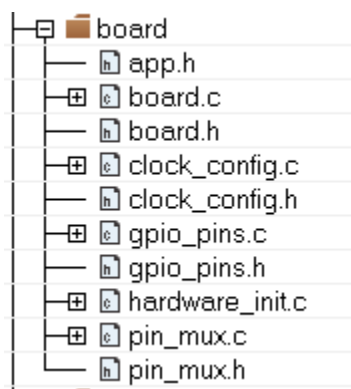 board
app.h
board.c
board.h
clock_config.c
clock_config.h
gpio_pins.c
gpio_pins.h
hardware_init.c
pin_mux.c
pin_mux.h